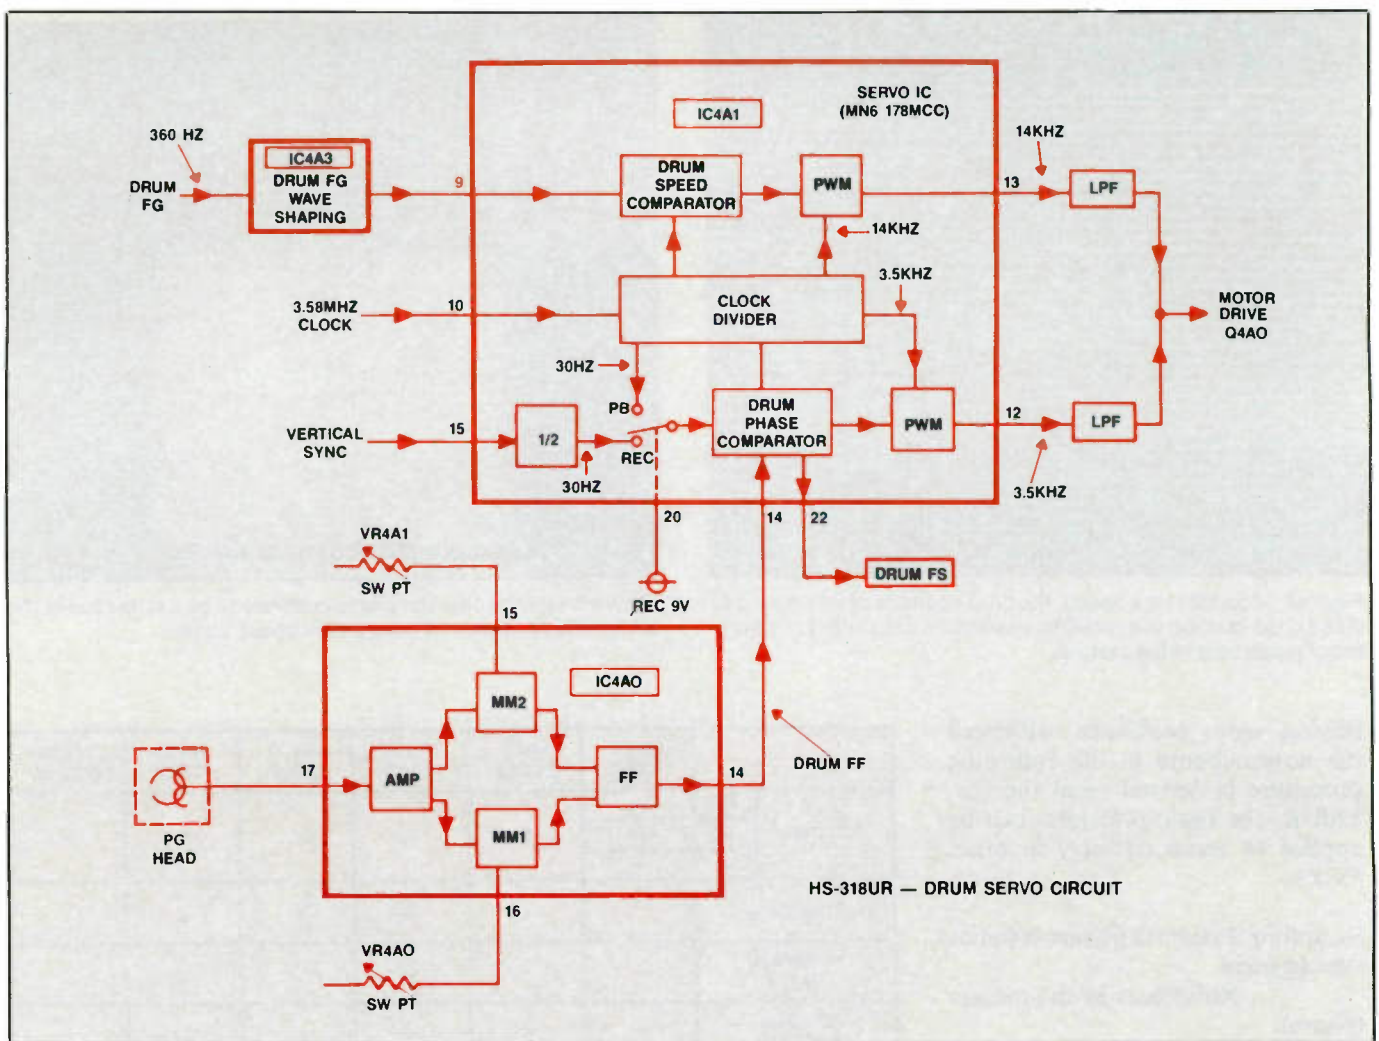 SERVO IC
(MN6 178MCC)
IC4A1
360 HZ
14KHZ
IC4A3
DRUM FG
WAVE
SHAPING
DRUM
FG
9
DRUM
SPEED
COMPARATOR
PWM
13
LPF
14KHZ
3.5KHZ
3.58MHZ
CLOCK
10
CLOCK
DIVIDER
MOTOR
DRIVE
Q4AO
30HZ
PB
VERTICAL
SYNC
15
1/2
REC
DRUM
PHASE
COMPARATOR
PWM
12
LPF
30HZ
3.5KHZ
20
14
22
VR4A1
SW PT
DRUM FS
REC 9V
15
IC4AO
MM2
17
AMP
FF
14
DRUM FF
MM1
PG
HEAD
16
HS-318UR — DRUM SERVO CIRCUIT
VR4AO
SW PT